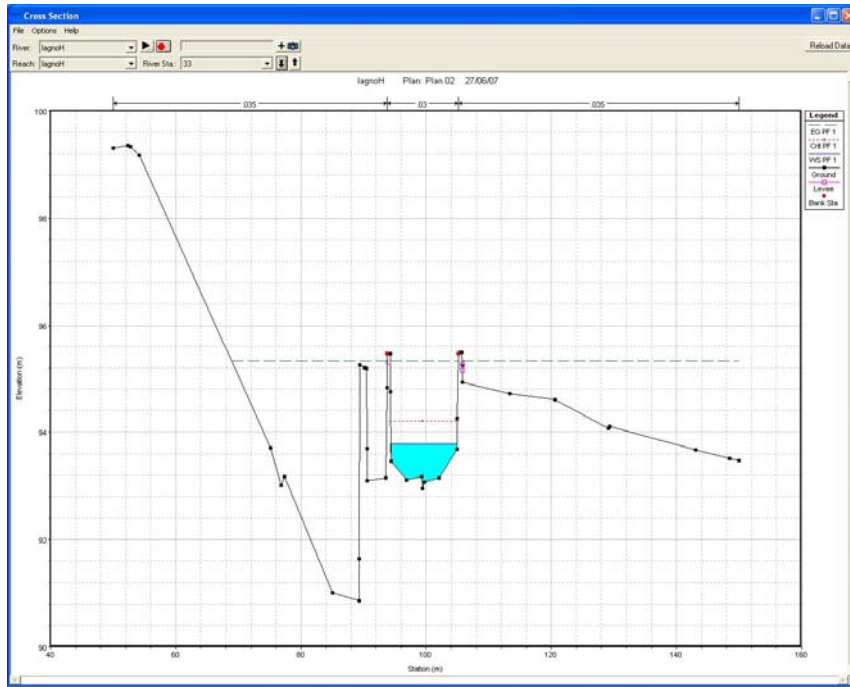 Cross Section
File Options Help
River: lagnoH
Reload Data
Reach: lagnoH River Sta.: 33
lagnoH Plan: Plan 02 27/06/07
.035 .03 .035
Legend
EG PF 1
Crit PF 1
WS PF 1
Ground
Levee
Bank Sta
100
98
96
94
92
90
Elevation (m)
40 60 80 100 120 140 160
Station (m)